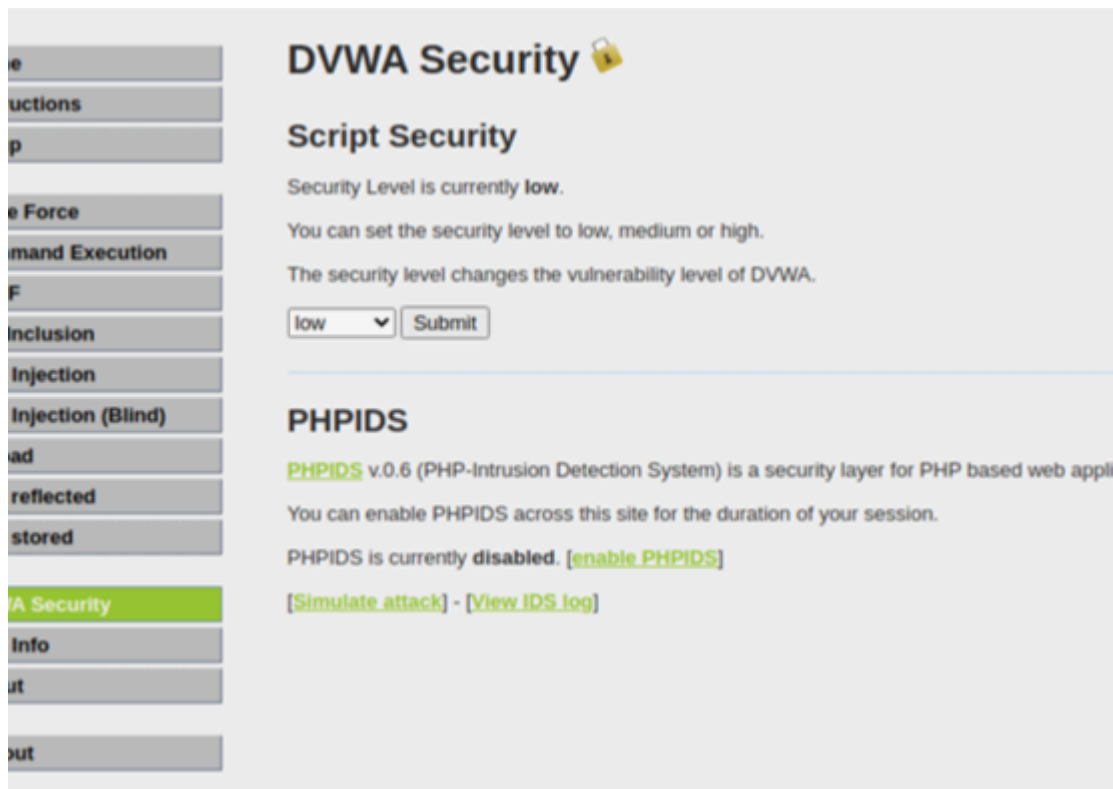 e
uctions
p
e Force
mand Execution
F
Inclusion
Injection
Injection (Blind)
ad
reflected
stored
A Security
Info
ut
out
DVWA Security
Script Security
Security Level is currently low.
You can set the security level to low, medium or high.
The security level changes the vulnerability level of DVWA.
low Submit
PHPIDS
PHPIDS v.0.6 (PHP-Intrusion Detection System) is a security layer for PHP based web appli
You can enable PHPIDS across this site for the duration of your session.
PHPIDS is currently disabled. [enable PHPIDS]
[Simulate attack] - [View IDS log]